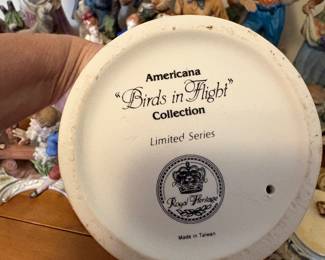 Americana
"Birds in Flight"
Collection
Limited Series
Royal Heritage
Made in Taiwan